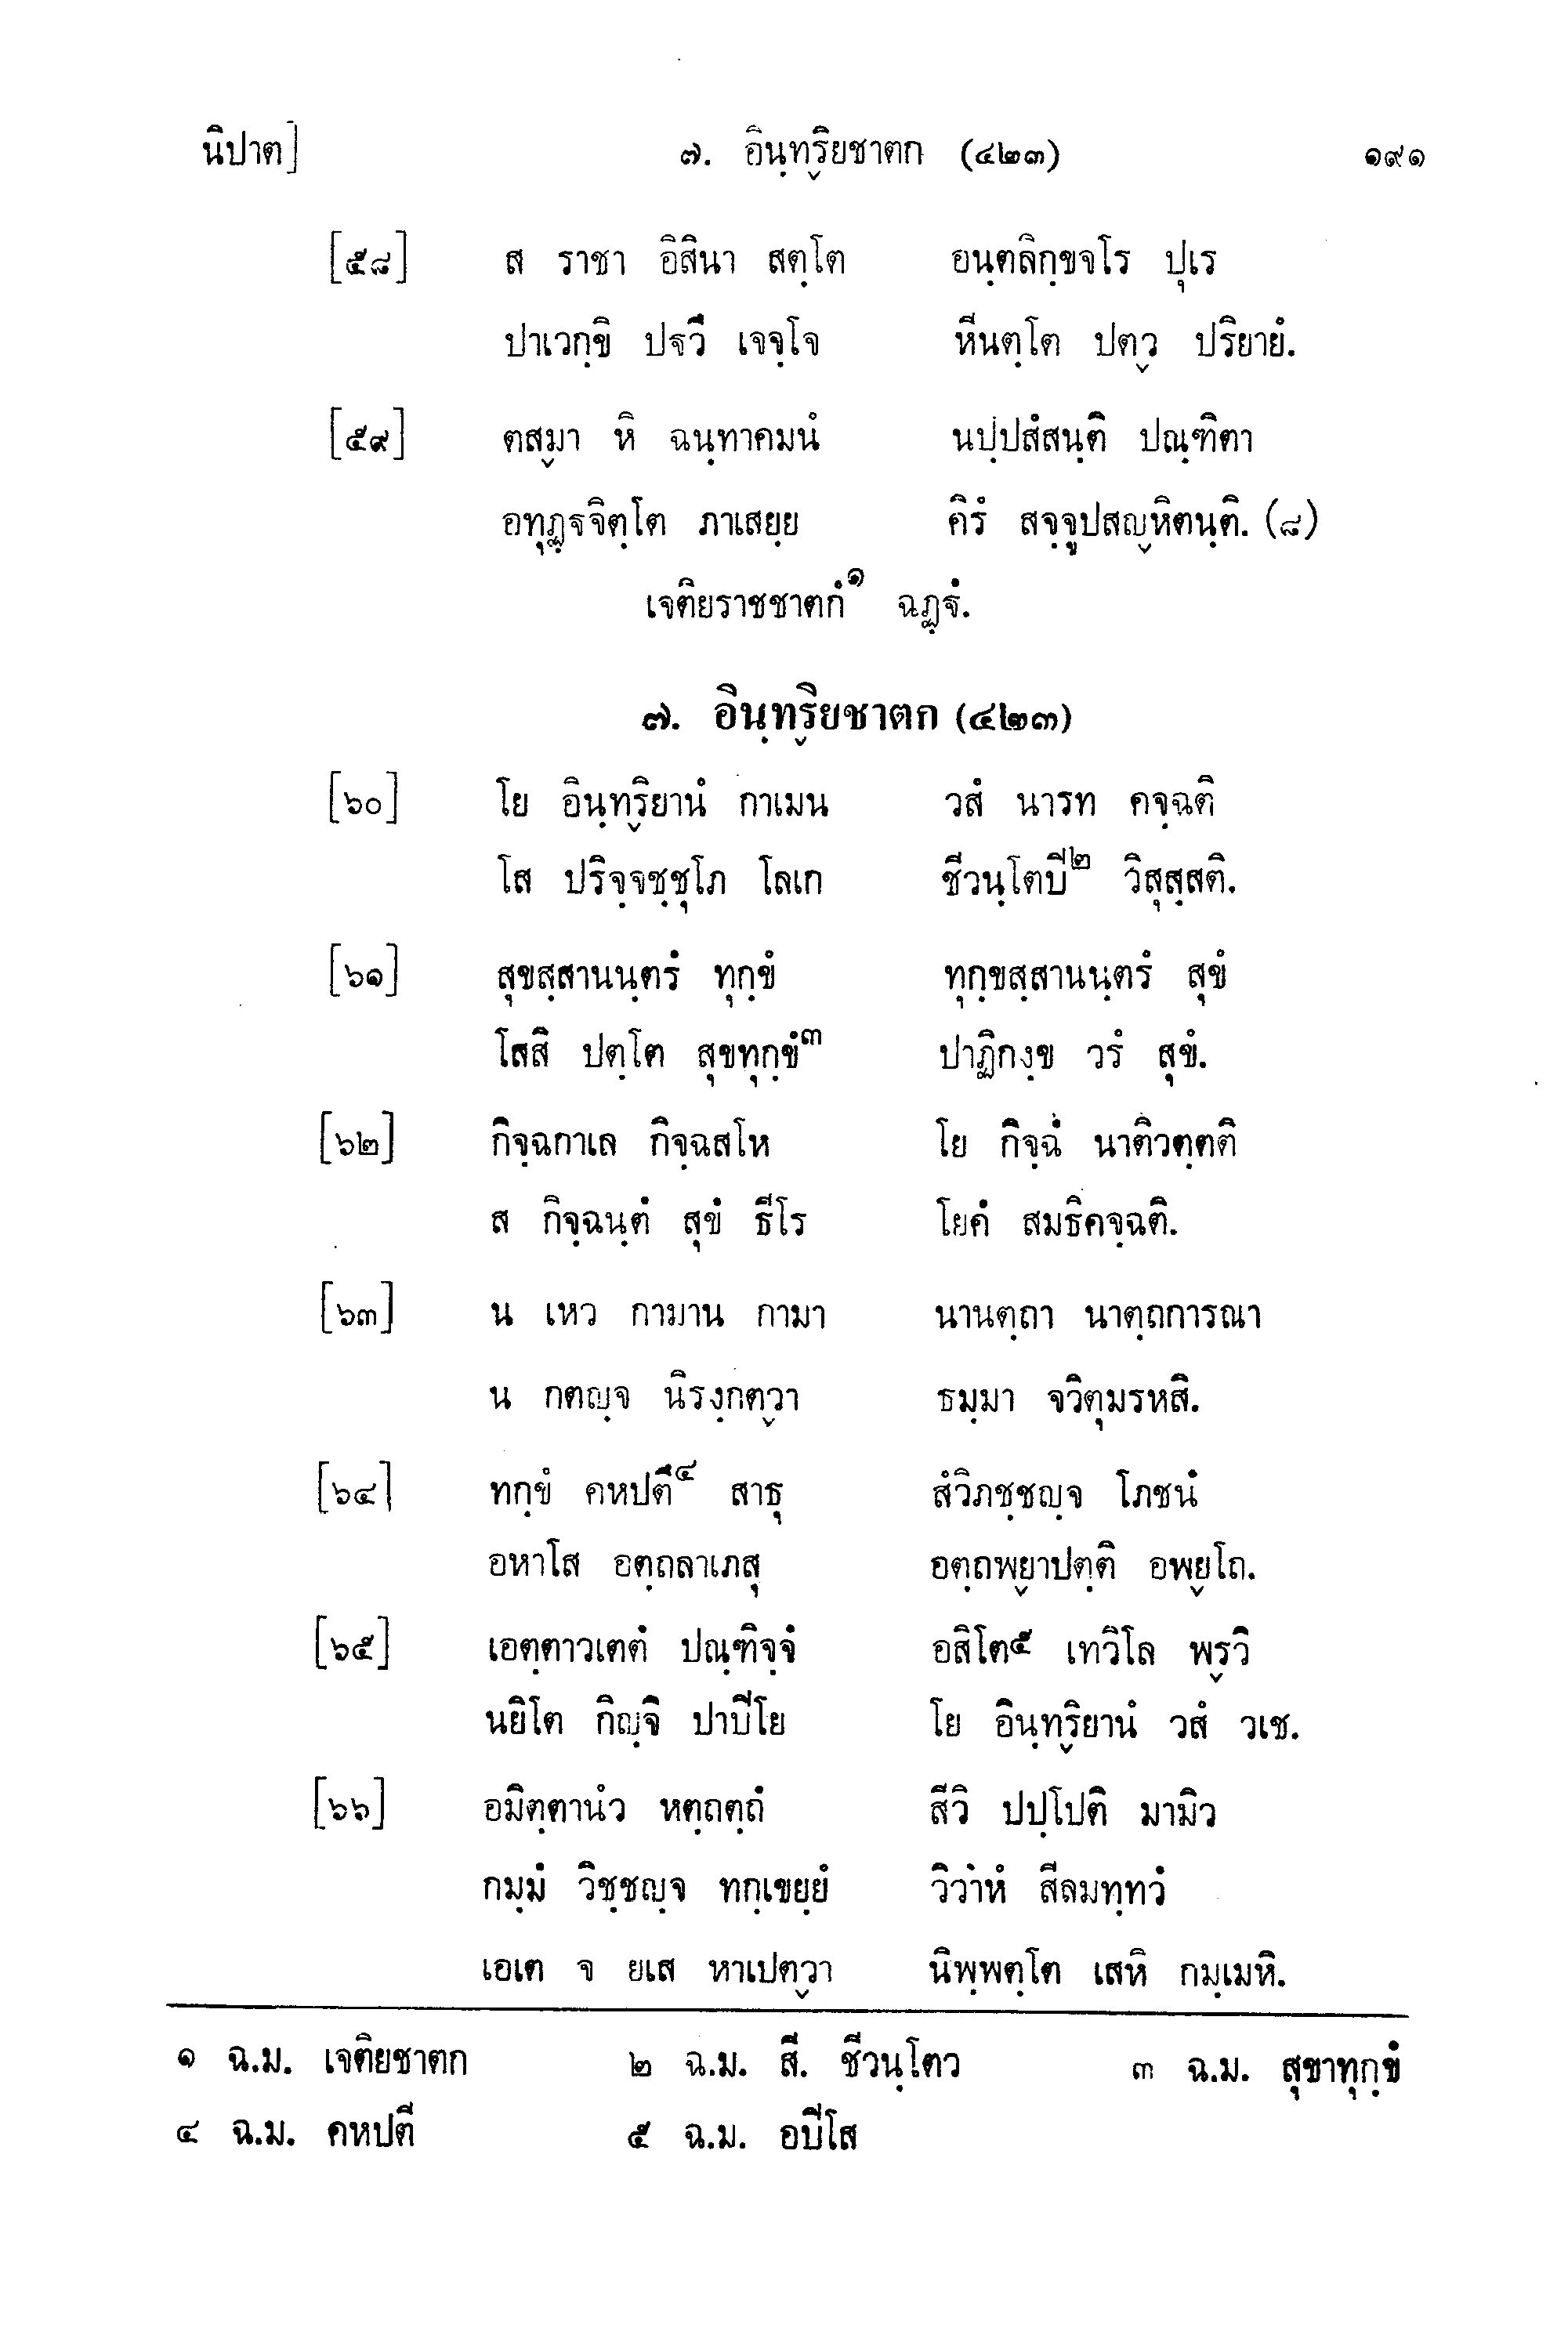 นิปาต] ๗. อินฺทฺริยชาตก (๔๒๓) ๑๙๑
[๕๘] ส ราชา อิสินา สตฺโต อนฺตลิกฺขจโร ปุเร
ปาเวกฺขิ ปฐวึ เจจฺโจ หีนตฺโต ปตฺว ปริยายํ.
[๕๙] ตสฺมา หิ ฉนฺทาคมนํ นปฺปสํสนฺติ ปณฺฑิตา
อทุฏฺฐจิตฺโต ภาเสยฺย คิรํ สจฺจูปสญฺหิตนฺติ. (๘)
เจติยราชชาตกํ๑ ฉฏฺฐํ.
๗. อินฺทฺริยชาตก (๔๒๓)
[๖๐] โย อินฺทฺริยานํ กาเมน วสํ นารท คจฺฉติ
โส ปริจฺจชฺชุโภ โลเก ชีวนฺโตปิ๒ วิสุสฺสติ.
[๖๑] สุขสฺสานนฺตรํ ทุกฺขํ ทุกฺขสฺสานนฺตรํ สุขํ
โสสิ ปตฺโต สุขทุกฺขํ๓ ปาฏิกงฺข วรํ สุขํ.
[๖๒] กิจฺฉกาเล กิจฺฉสโห โย กิจฺฉํ นาติวตฺตติ
ส กิจฺฉนฺตํ สุขํ ธีโร โยคํ สมธิคจฺฉติ.
[๖๓] น เหว กามาน กามา นานตฺถา นาตฺถการณา
น กตญฺจ นิรงฺกตฺวา ธมฺมา จวิตุมรหสิ.
[๖๔] ทกฺขํ คหปตึ๔ สาธุ สํวิภชฺชญฺจ โภชนํ
อหาโส อตฺถลาเภสุ อตฺถพฺยาปตฺติ อพฺยโถ.
[๖๕] เอตฺตาวเตตํ ปณฺฑิจฺจํ อสิโต๕ เทวิโล พฺรวิ
นยิโต กิญฺจิ ปาปิโย โย อินฺทฺริยานํ วสํ วเช.
[๖๖] อมิตฺตานํว หตฺถตฺถํ สีวิ ปปฺโปติ มามิว
กมฺมํ วิชฺชญฺจ ทกฺเขยฺยํ วิวาหํ สีลมทฺทวํ
เอเต จ ยเส หาเปตฺวา นิพฺพตฺโต เสหิ กมฺเมหิ.
๑ ฉ.ม. เจติยชาตก ๒ ฉ.ม. สี. ชีวนฺโตว ๓ ฉ.ม. สุขาทุกฺขํ
๔ ฉ.ม. คหปตี ๕ ฉ.ม. อปิโส